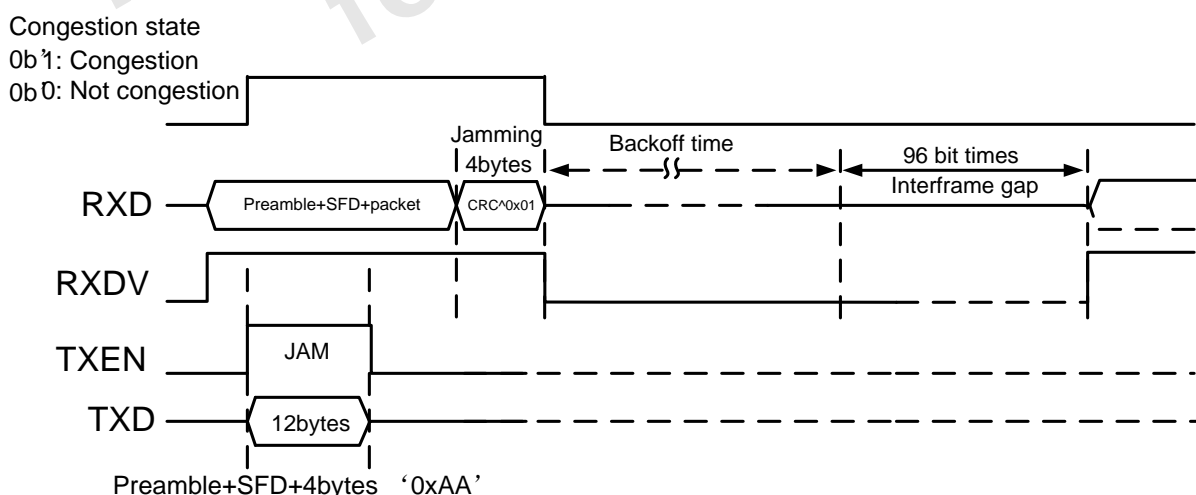 Congestion state
0b’1: Congestion
0b’0: Not congestion
Jamming
4bytes
Backoff time
96 bit times
Interframe gap
RXD
Preamble+SFD+packet
CRC^0x01
RXDV
TXEN
JAM
TXD
12bytes
Preamble+SFD+4bytes ‘0xAA’